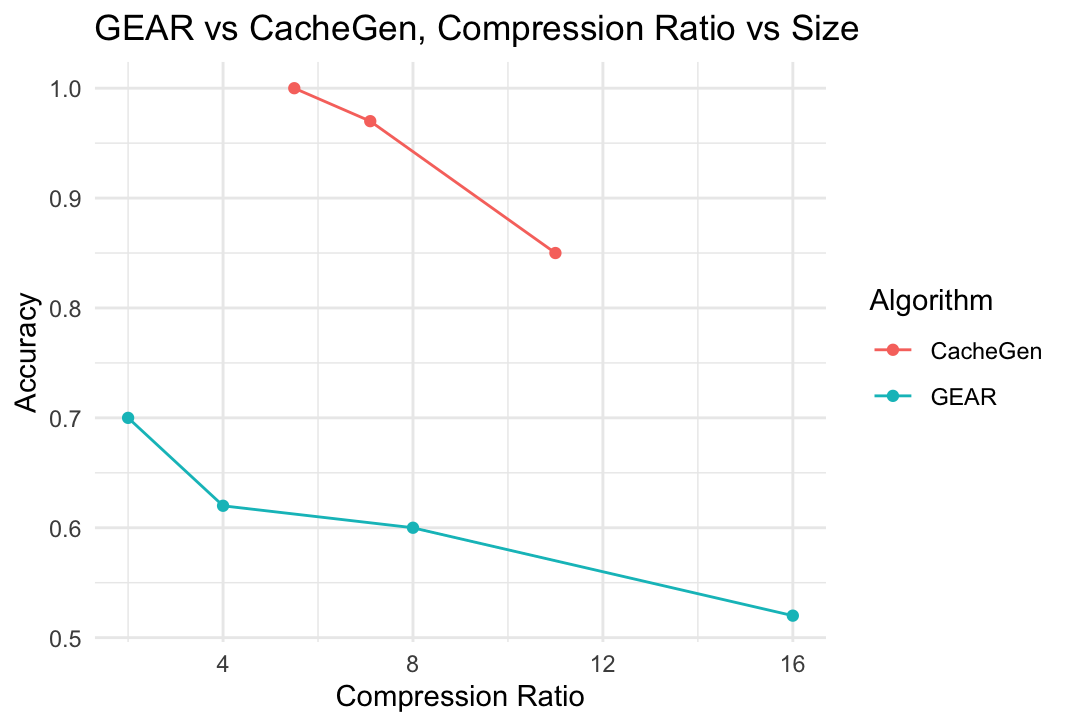 GEAR vs CacheGen, Compression Ratio vs Size
1.0
0.9
0.8
0.7
0.6
0.5
Accuracy
4
8
12
16
Compression Ratio
Algorithm
CacheGen
GEAR